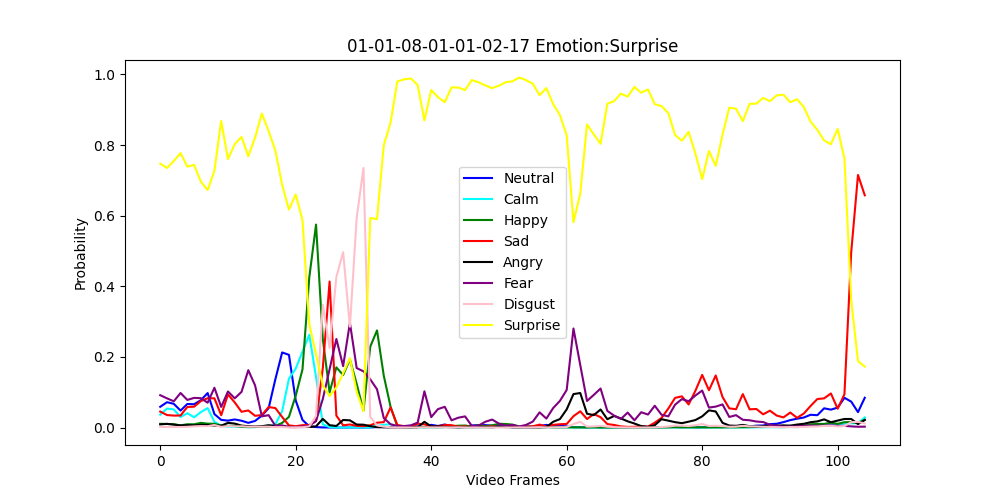 01-01-08-01-01-02-17 Emotion:Surprise
1.0
0.8
0.6
0.4
0.2
0.0
Probability
Neutral
Calm
Happy
Sad
Angry
Fear
Disgust
Surprise
0 20 40 60 80 100
Video Frames